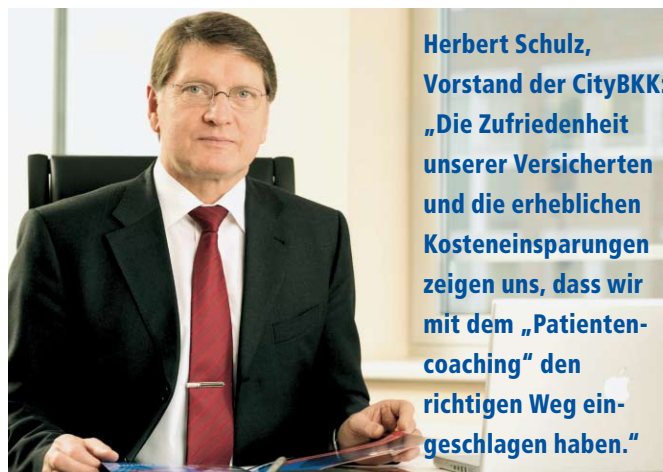 Herbert Schulz,
Vorstand der CityBKK:
„Die Zufriedenheit
unserer Versicherten
und die erheblichen
Kosteneinsparungen
zeigen uns, dass wir
mit dem „Patienten-
coaching“ den
richtigen Weg ein-
geschlagen haben.“